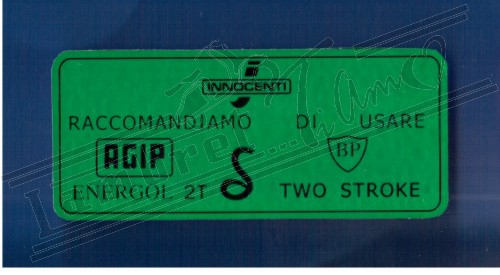 INNOCENTI
RACCOMANDIAMO DI USARE
AGIP BP
ENERGOL 2T δ TWO STROKE